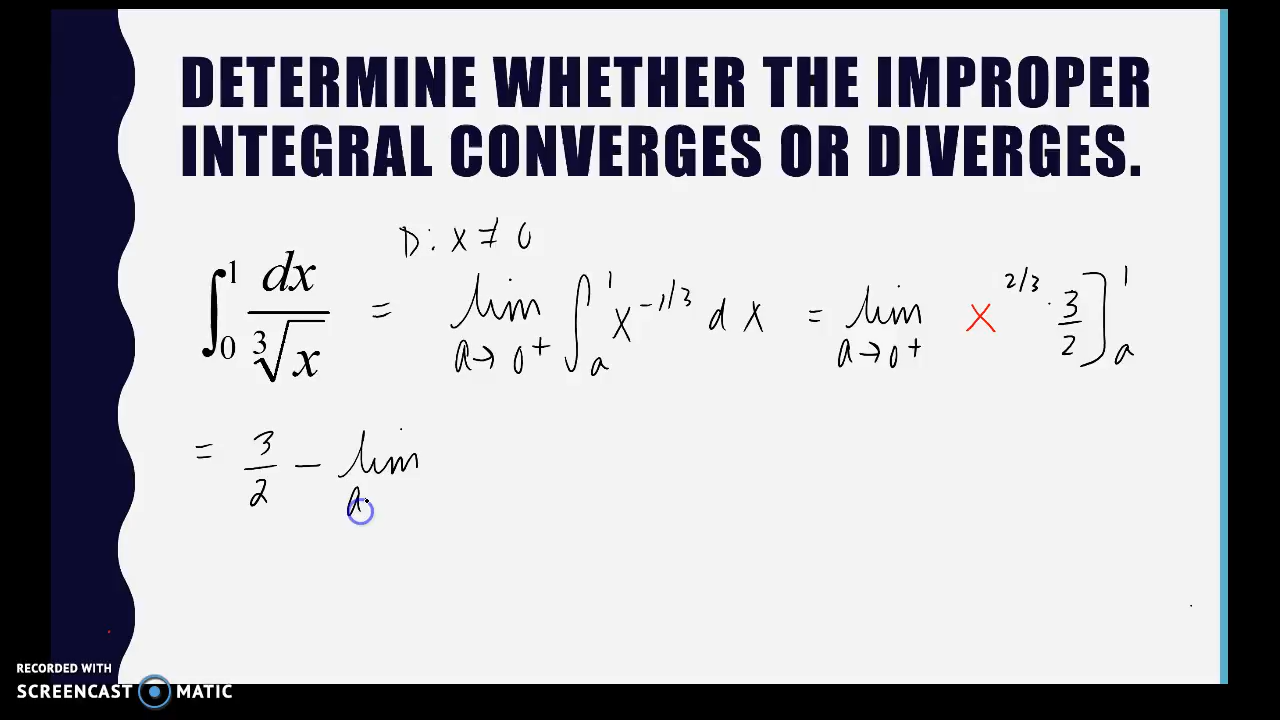 DETERMINE WHETHER THE IMPROPER
INTEGRAL CONVERGES OR DIVERGES.
D: x ≠ 0
∫₀¹ dx/∛x = lim a→0⁺ ∫ₐ¹ x^(-1/3) dx = lim a→0⁺ x^(2/3) · 3/2 ]ₐ¹
= 3/2 - lim a
RECORDED WITH
SCREENCAST MATIC